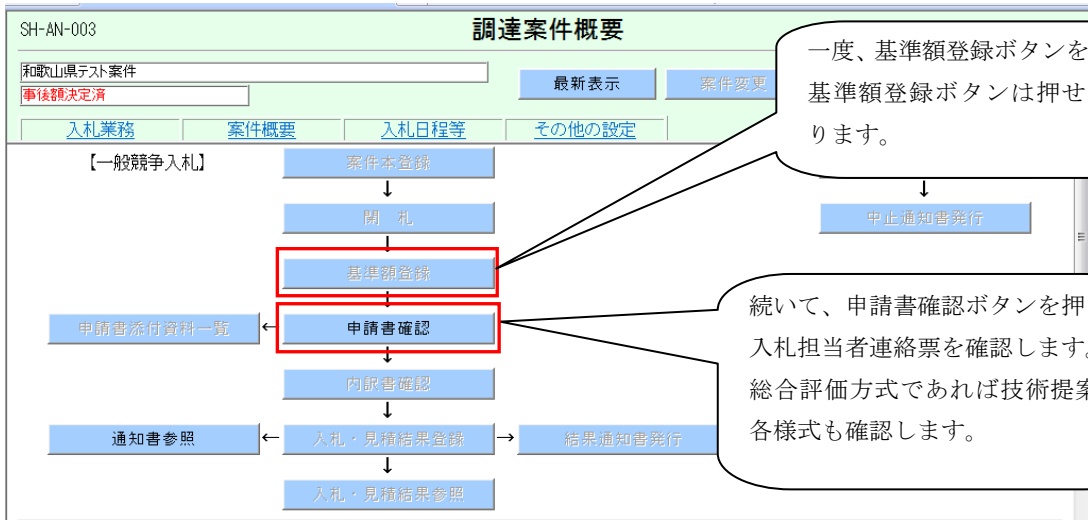 SH-AN-003
調達案件概要
和歌山県テスト案件
事後額決定済
最新表示
案件変更
入札業務
案件概要
入札日程等
その他の設定
一度、基準額登録ボタンを
基準額登録ボタンは押せ
ります。
【一般競争入札】
案件本登録
↓
↓
開 札
中止通知書発行
↓
基準額登録
↓
申請書添付資料一覧
←
申請書確認
続いて、申請書確認ボタンを押
入札担当者連絡票を確認します。
総合評価方式であれば技術提案
各様式も確認します。
↓
内訳書確認
↓
通知書参照
←
入札・見積結果登録
→
結果通知書発行
↓
入札・見積結果参照